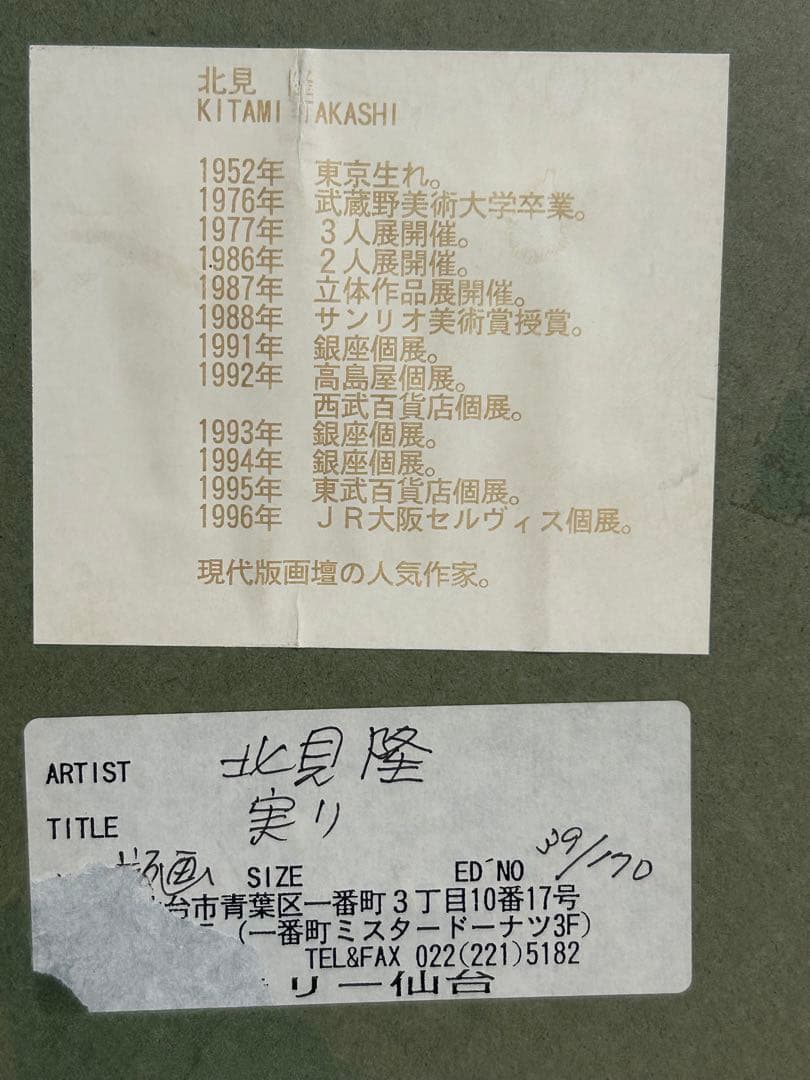 北見 隆
KITAMI TAKASHI
1952年 東京生れ。
1976年 武蔵野美術大学卒業。
1977年 3人展開催。
1986年 2人展開催。
1987年 立体作品展開催。
1988年 サンリオ美術賞授賞。
1991年 銀座個展。
1992年 高島屋個展。
西武百貨店個展。
1993年 銀座個展。
1994年 銀座個展。
1995年 東武百貨店個展。
1996年 JR大阪セルヴィス個展。
現代版画壇の人気作家。
ARTIST 北見隆
TITLE 実り
版画 SIZE ED'NO 39/170
台市青葉区一番町3丁目10番17号
(一番町ミスタードーナツ3F)
TEL&FAX 022(221)5182
リー仙台